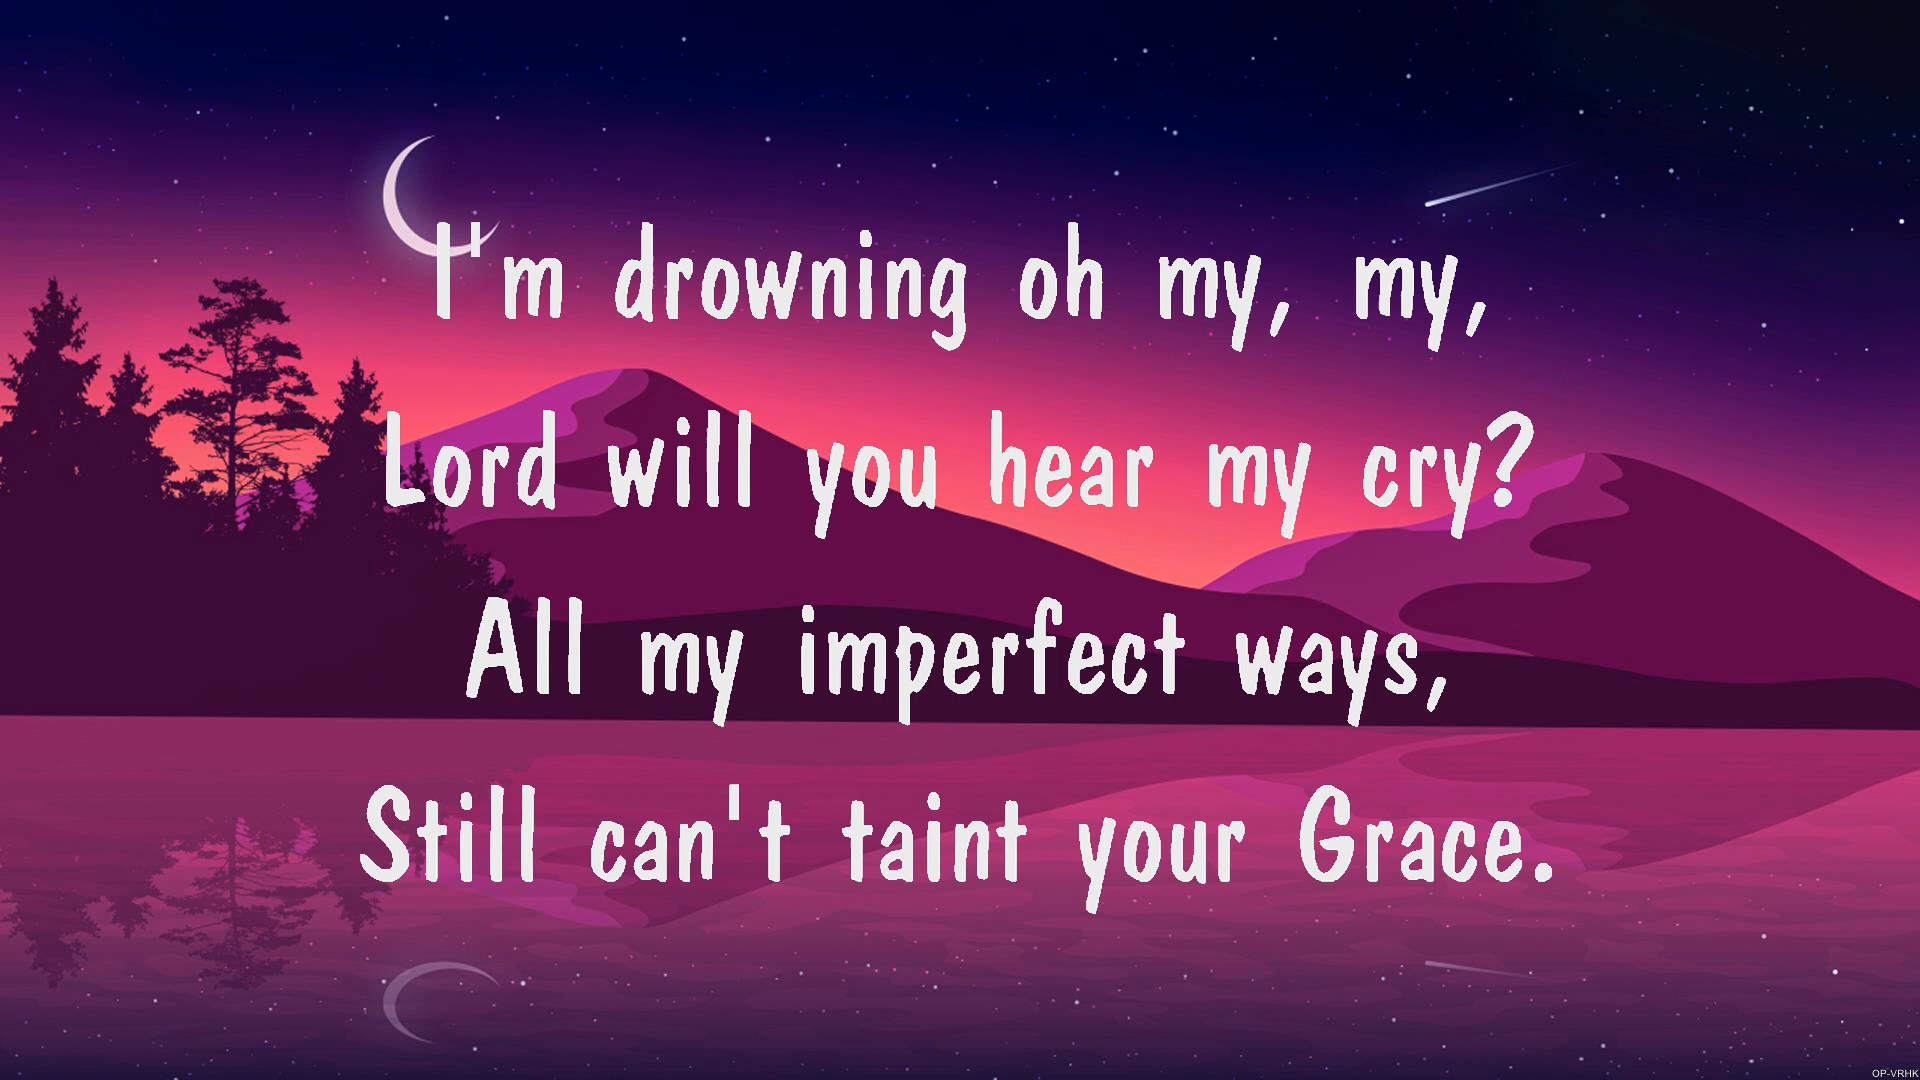 I'm drowning oh my, my,
Lord will you hear my cry?
All my imperfect ways,
Still can't taint your Grace.
OP-VRHK